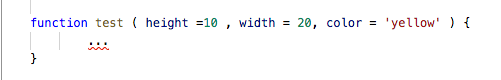 function test ( height =10 , width = 20, color = 'yellow' ) {
...
}